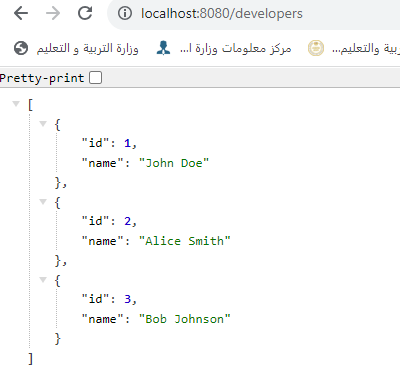 localhost:8080/developers
وزارة التربية و التعليم
مركز معلومات وزارة ا...
بية والتعليم...
Pretty-print
[
{
"id": 1,
"name": "John Doe"
},
{
"id": 2,
"name": "Alice Smith"
},
{
"id": 3,
"name": "Bob Johnson"
}
]